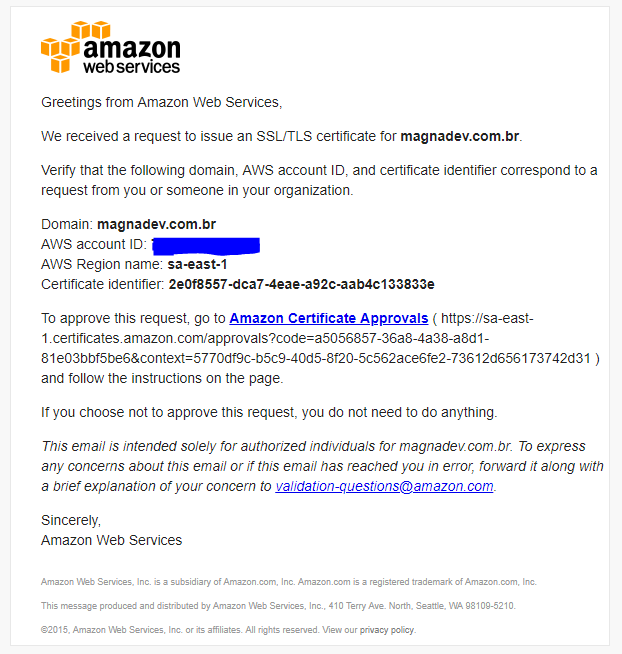 amazon
web services
Greetings from Amazon Web Services,
We received a request to issue an SSL/TLS certificate for magnadev.com.br.
Verify that the following domain, AWS account ID, and certificate identifier correspond to a
request from you or someone in your organization.
Domain: magnadev.com.br
AWS account ID:
AWS Region name: sa-east-1
Certificate identifier: 2e0f8557-dca7-4eae-a92c-aab4c133833e
To approve this request, go to Amazon Certificate Approvals ( https://sa-east-
1.certificates.amazon.com/approvals?code=a5056857-36a8-4a38-a8d1-
81e03bbf5be6&context=5770df9c-b5c9-40d5-8f20-5c562ace6fe2-73612d656173742d31 )
and follow the instructions on the page.
If you choose not to approve this request, you do not need to do anything.
This email is intended solely for authorized individuals for magnadev.com.br. To express
any concerns about this email or if this email has reached you in error, forward it along with
a brief explanation of your concern to validation-questions@amazon.com.
Sincerely,
Amazon Web Services
Amazon Web Services, Inc. is a subsidiary of Amazon.com, Inc. Amazon.com is a registered trademark of Amazon.com, Inc.
This message produced and distributed by Amazon Web Services, Inc., 410 Terry Ave. North, Seattle, WA 98109-5210.
©2015, Amazon Web Services, Inc. or its affiliates. All rights reserved. View our privacy policy.